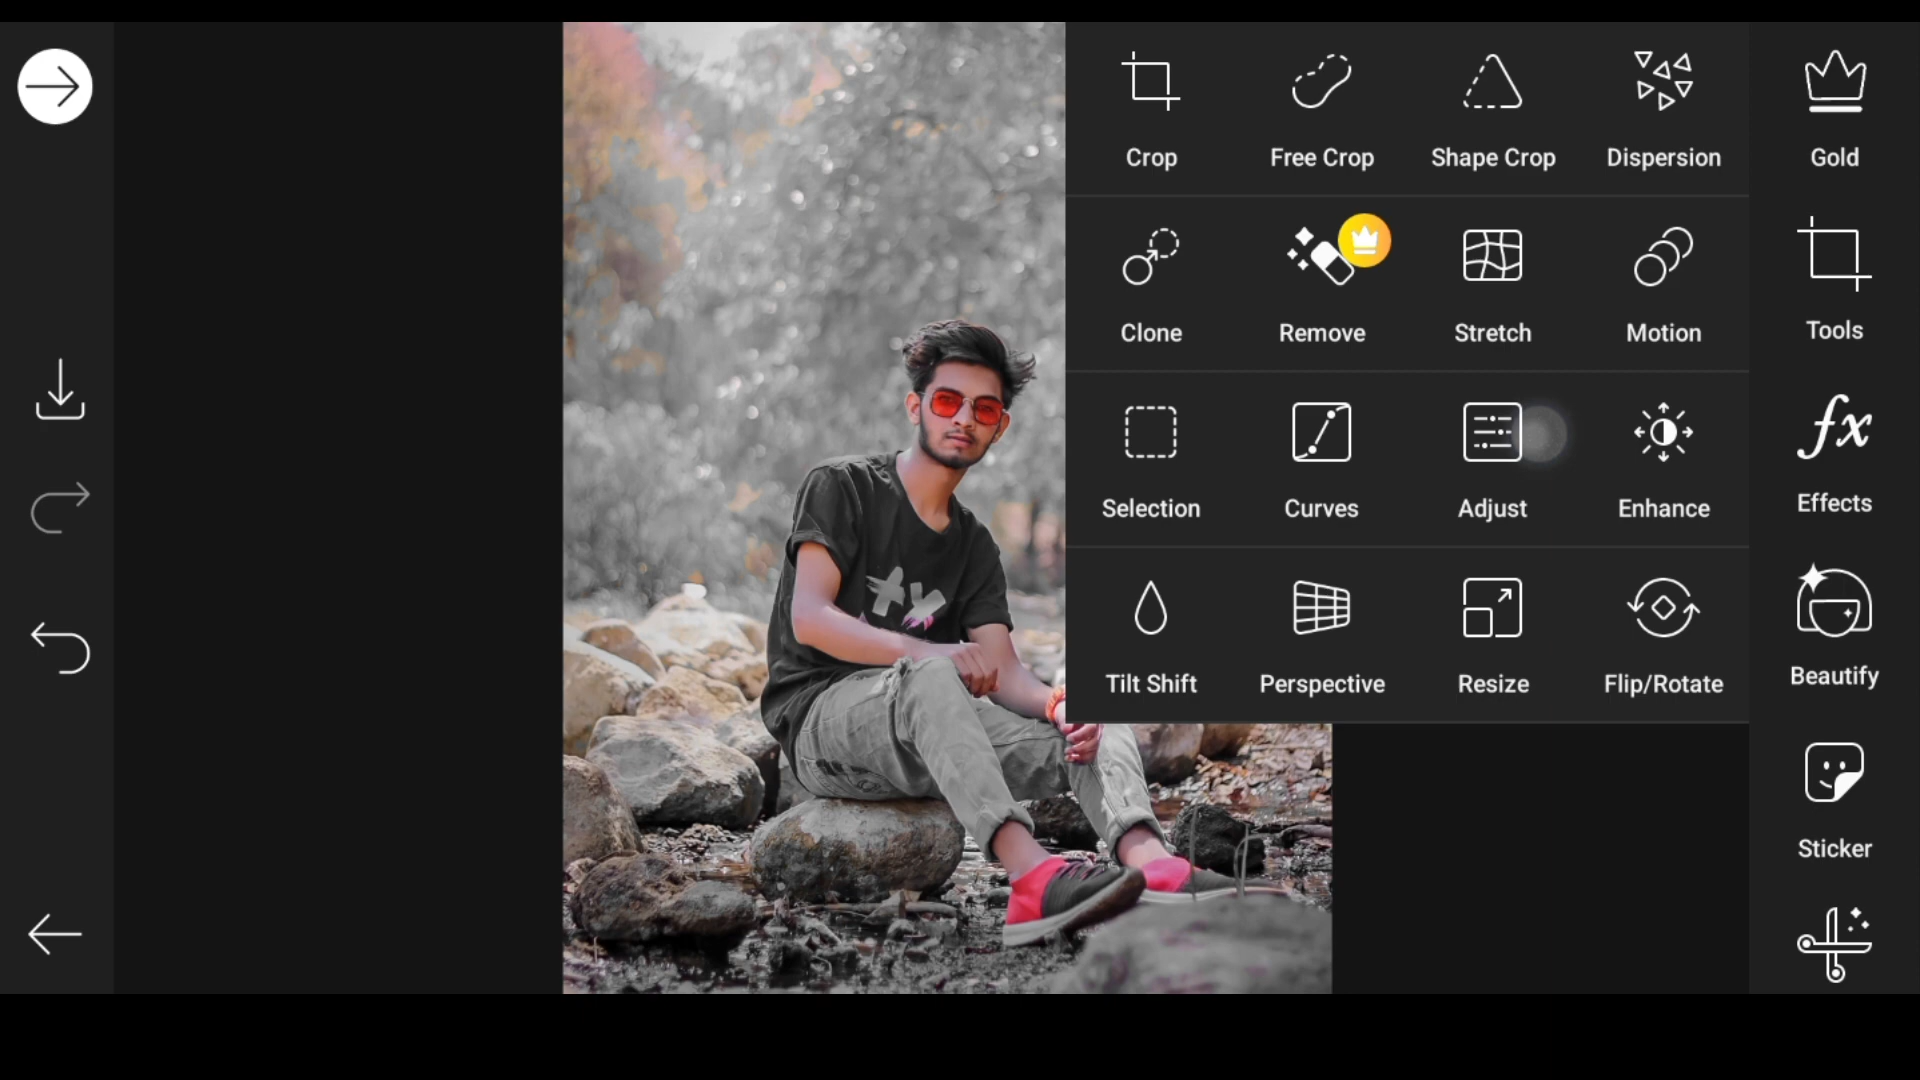 Crop Free Crop Shape Crop Dispersion Gold
Clone Remove Stretch Motion Tools
Selection Curves Adjust Enhance fx Effects
Tilt Shift Perspective Resize Flip/Rotate Beautify
Sticker